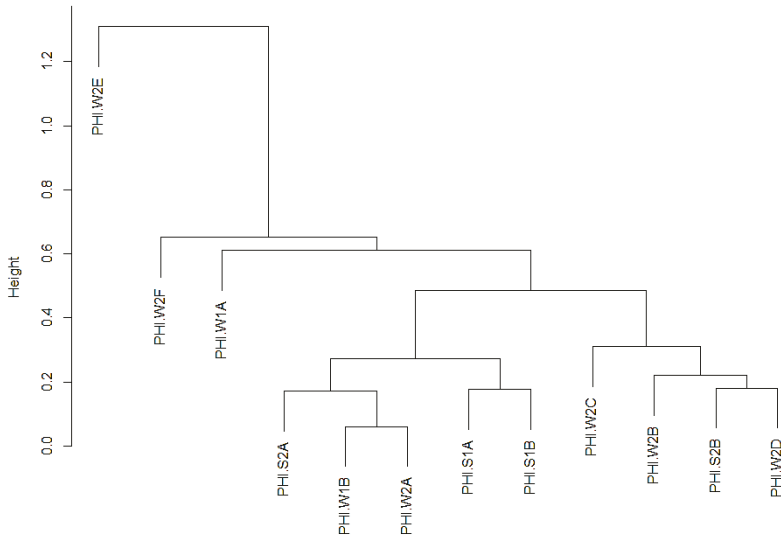 Height
1.2
1.0
0.8
0.6
0.4
0.2
0.0
PHI.W2E
PHI.W2F
PHI.W1A
PHI.S2A
PHI.W1B
PHI.W2A
PHI.S1A
PHI.S1B
PHI.W2C
PHI.W2B
PHI.S2B
PHI.W2D